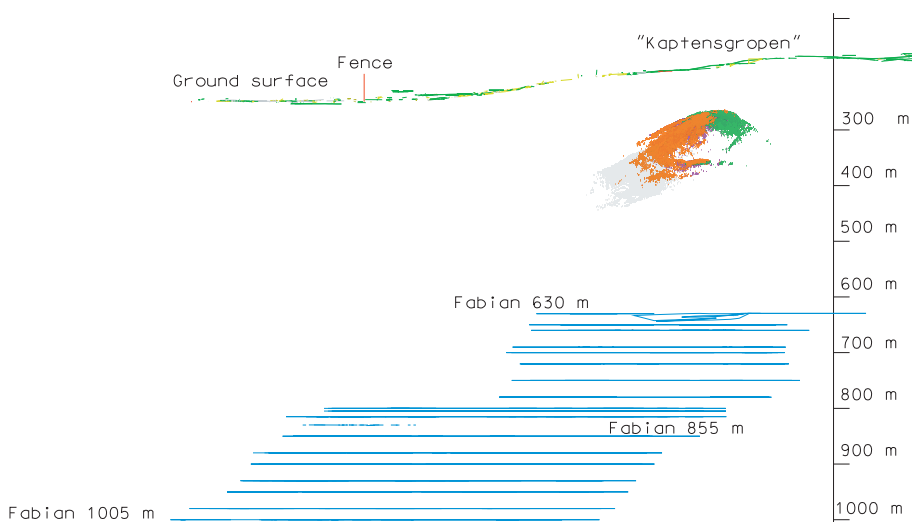 "Kaptensgropen"
Fence
Ground surface
300 m
400 m
500 m
600 m
Fabian 630 m
700 m
800 m
Fabian 855 m
900 m
1000 m
Fabian 1005 m